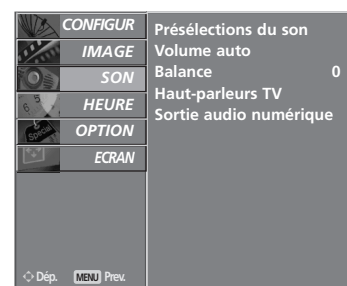 CONFIGUR
IMAGE
SON
HEURE
OPTION
ECRAN
Présélections du son
Volume auto
Balance 0
Haut-parleurs TV
Sortie audio numérique
Dép. MENU Prev.